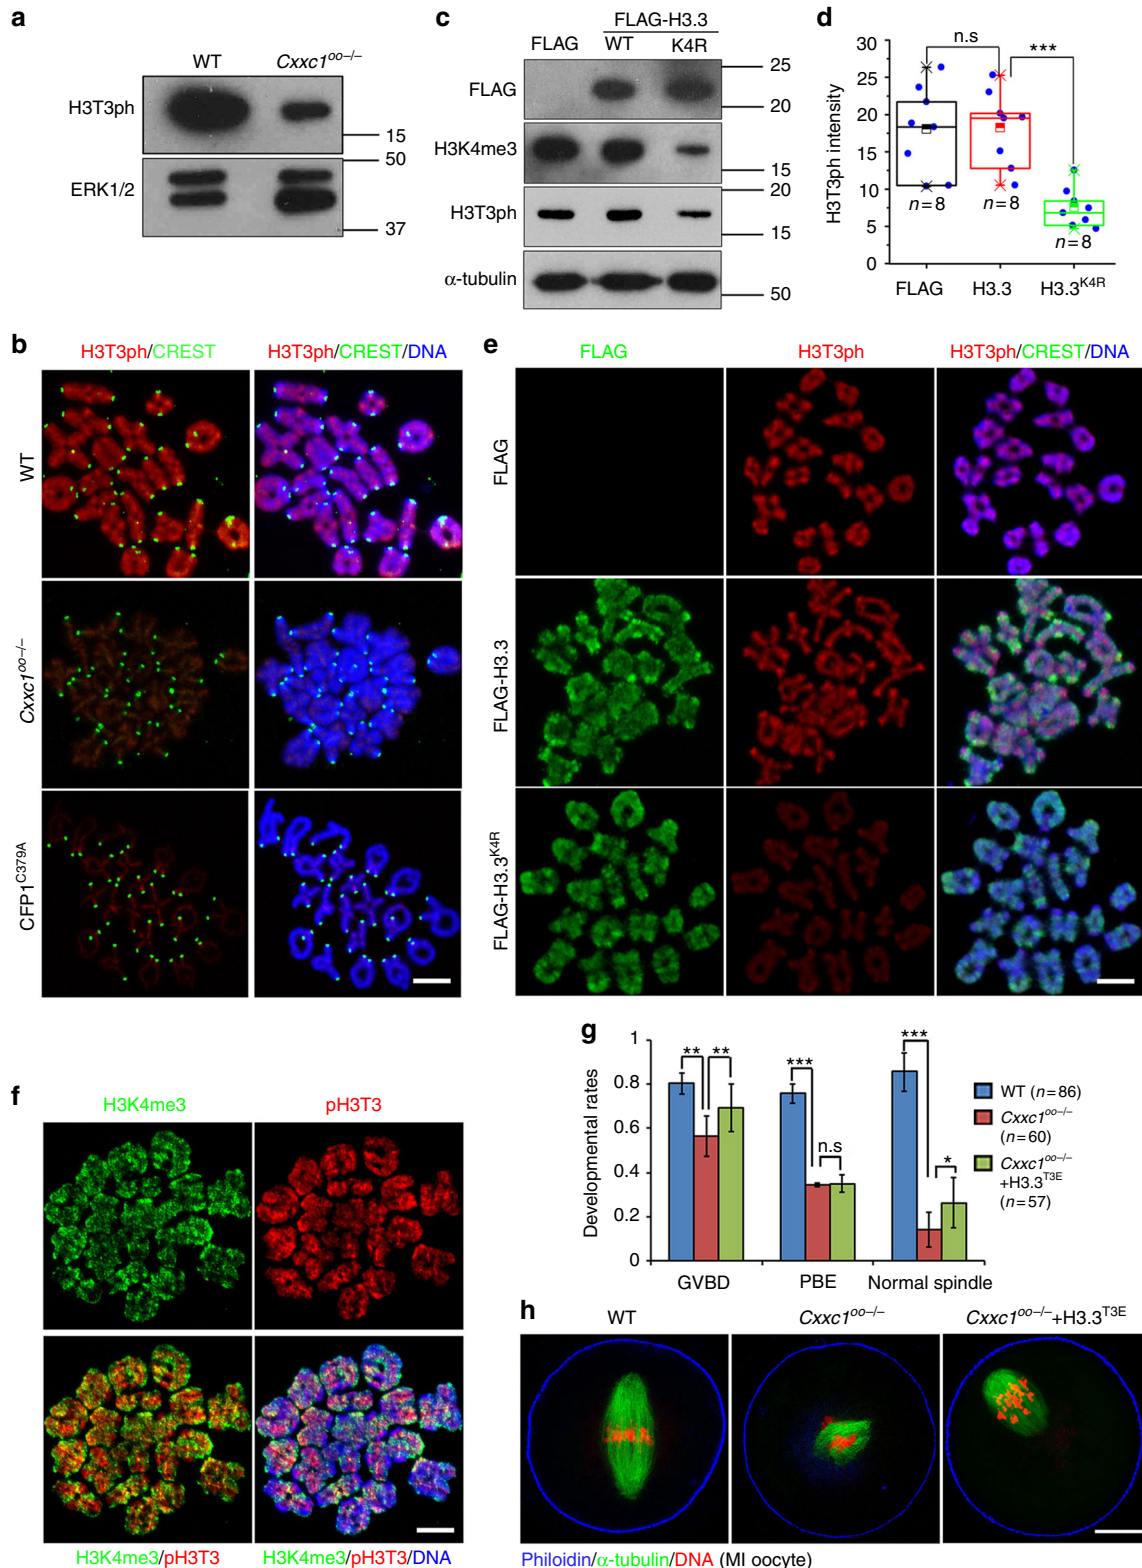 a
WT Cxxc1oo–/–
H3T3ph
15
50
ERK1/2
37
c
FLAG-H3.3
FLAG WT K4R
FLAG
25
20
H3K4me3
15
20
H3T3ph
15
α-tubulin
50
d
n.s
***
H3T3ph intensity
30
25
20
15
10
5
0
n=8
n=8
n=8
FLAG H3.3 H3.3K4R
b
H3T3ph/CREST H3T3ph/CREST/DNA
WT
Cxxc1oo–/–
CFP1C379A
e
FLAG H3T3ph H3T3ph/CREST/DNA
FLAG
FLAG-H3.3
FLAG-H3.3K4R
f
H3K4me3 pH3T3
H3K4me3/pH3T3 H3K4me3/pH3T3/DNA
g
Developmental rates
1
0.8
0.6
0.4
0.2
0
** **
***
n.s
***
*
GVBD PBE Normal spindle
WT (n=86)
Cxxc1oo–/–
(n=60)
Cxxc1oo–/–
+H3.3T3E
(n=57)
h
WT Cxxc1oo–/– Cxxc1oo–/–+H3.3T3E
Philoidin/α-tubulin/DNA (MI oocyte)